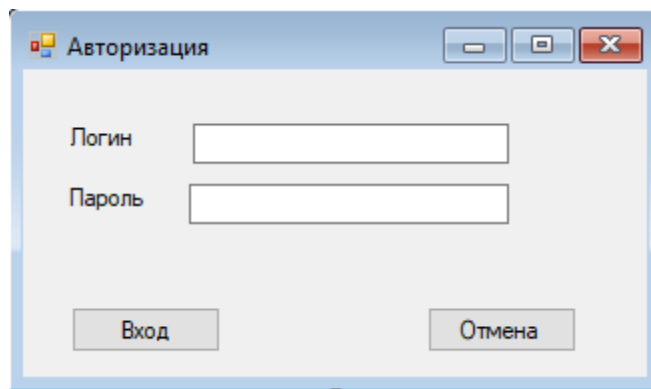 Авторизация
Логин
Пароль
Вход Отмена